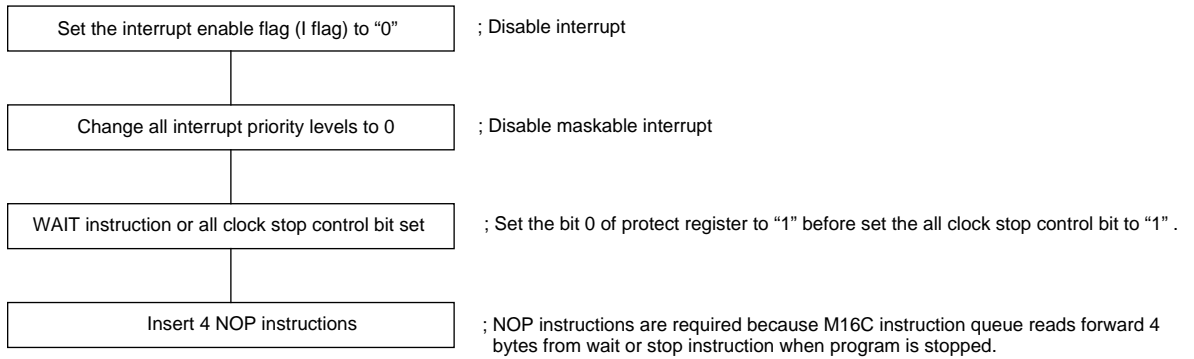 Set the interrupt enable flag (I flag) to “0” ; Disable interrupt
Change all interrupt priority levels to 0 ; Disable maskable interrupt
WAIT instruction or all clock stop control bit set ; Set the bit 0 of protect register to “1” before set the all clock stop control bit to “1” .
Insert 4 NOP instructions ; NOP instructions are required because M16C instruction queue reads forward 4
bytes from wait or stop instruction when program is stopped.